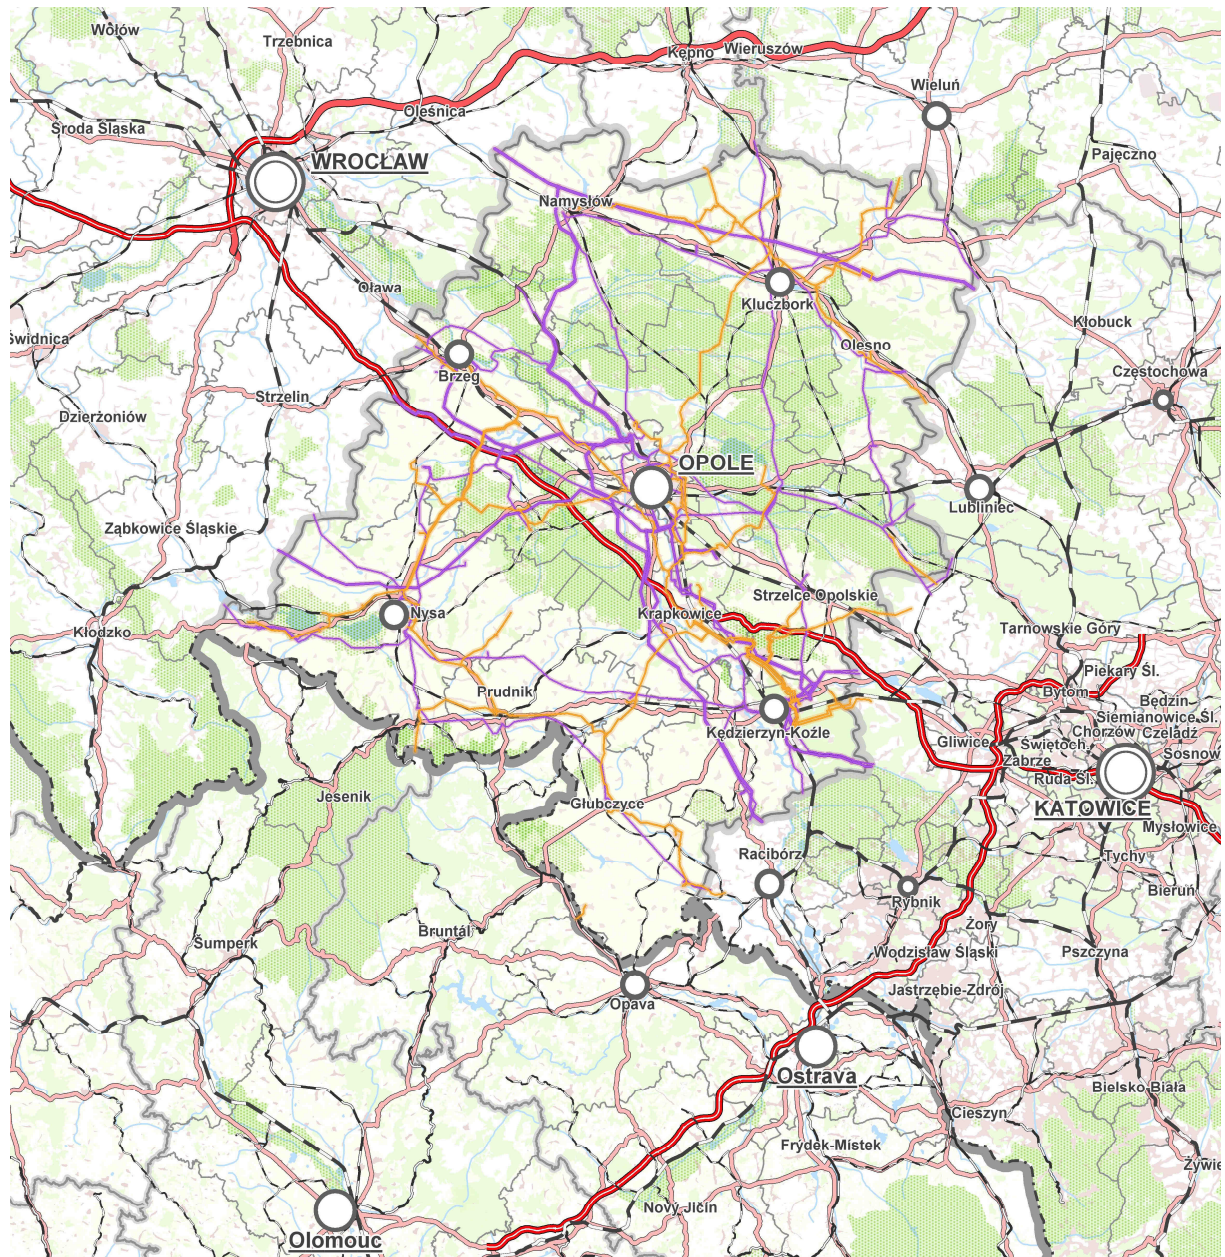 Wołów
Trzebnica
Kępno
Wieruszów
Wieluń
Oleśnica
Środa Śląska
WROCŁAW
Pajęczno
Namysłów
Oława
Kluczbork
Kłobuck
Świdnica
Olesno
Brzeg
Częstochowa
Strzelin
Dzierżoniów
OPOLE
Lubliniec
Ząbkowice Śląskie
Strzelce Opolskie
Nysa
Krapkowice
Kłodzko
Tarnowskie Góry
Piekary Śl.
Prudnik
Bytom
Będzin
Siemianowice Śl.
Kędzierzyn-Koźle
Chorzów
Czeladź
Gliwice
Świętoch.
Zabrze
Sosnow
Ruda Śl.
Jesenik
Głubczyce
KATOWICE
Mysłowice
Racibórz
Tychy
Bieruń
Rybnik
Żory
Bruntál
Šumperk
Wodzisław Śląski
Pszczyna
Jastrzębie-Zdrój
Opava
Ostrava
Bielsko-Biała
Cieszyn
Frýdek-Místek
Żywie
Nový Jičín
Olomouc